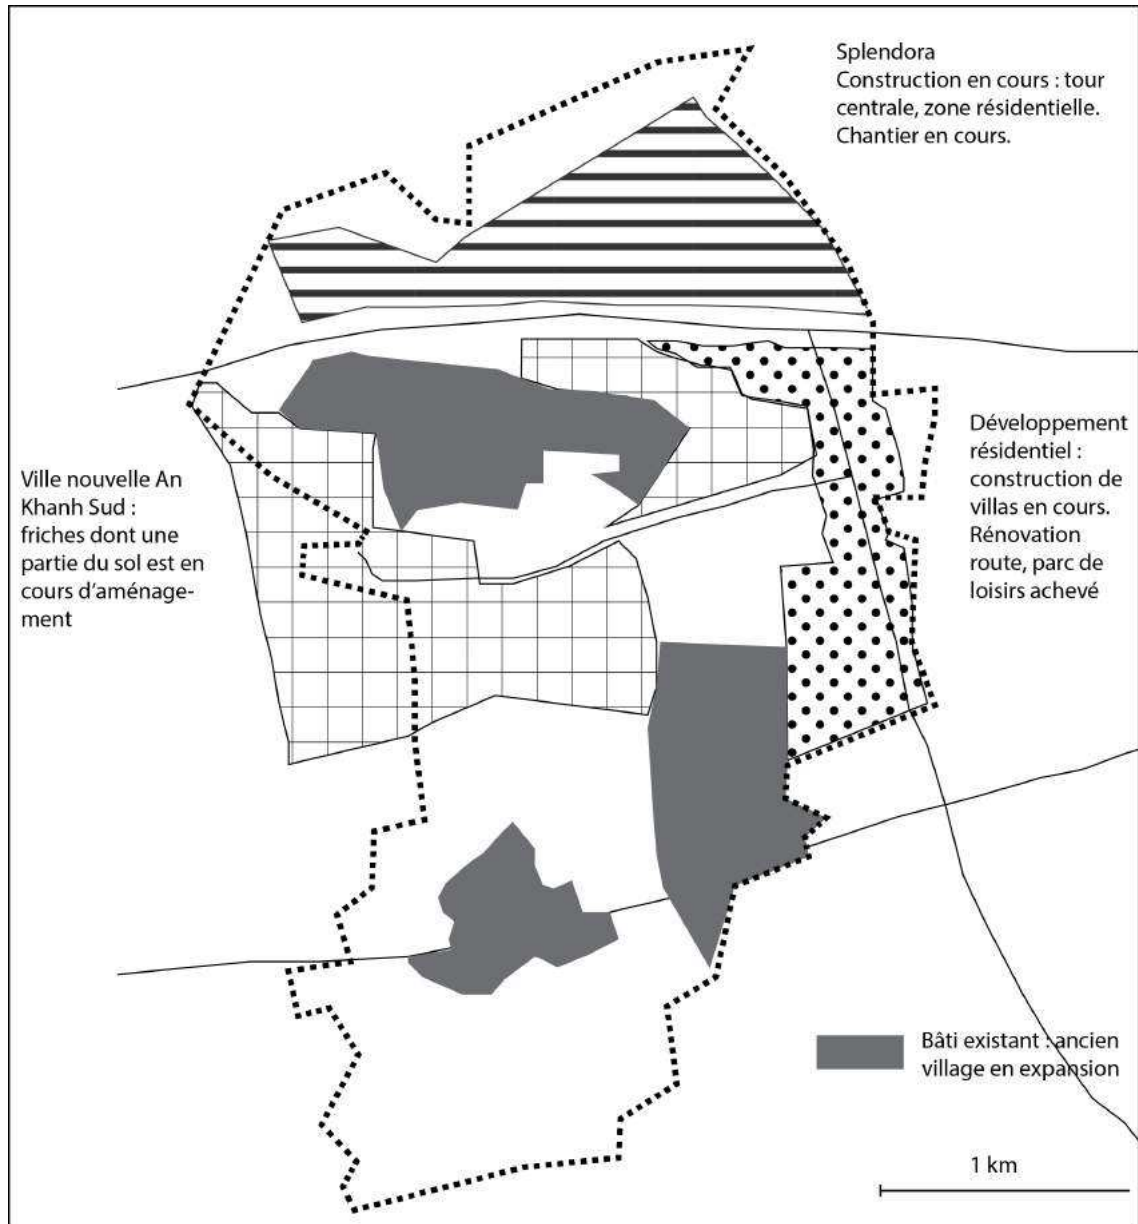 Splendora
Construction en cours : tour
centrale, zone résidentielle.
Chantier en cours.
Développement
résidentiel :
construction de
villas en cours.
Rénovation
route, parc de
loisirs achevé
Ville nouvelle An
Khanh Sud :
friches dont une
partie du sol est en
cours d'aménage-
ment
Bâti existant : ancien
village en expansion
1 km